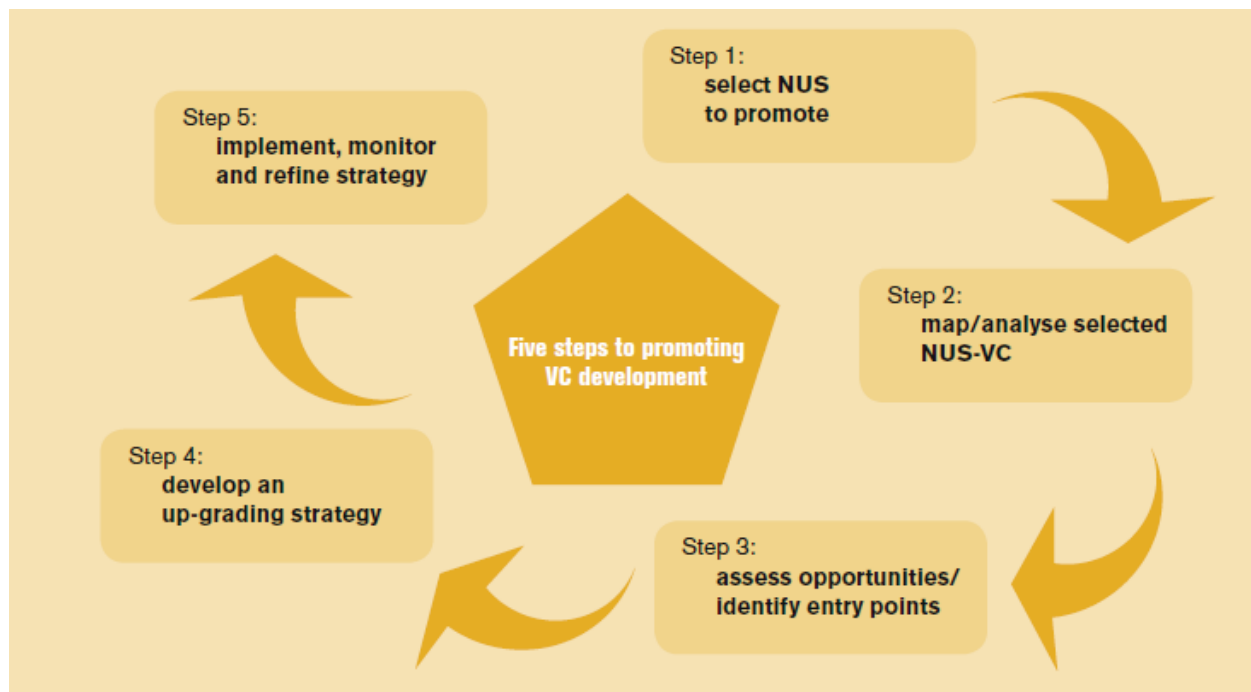 Step 1:
select NUS
to promote
Step 2:
map/analyse selected
NUS-VC
Step 3:
assess opportunities/
identify entry points
Step 4:
develop an
up-grading strategy
Step 5:
implement, monitor
and refine strategy
Five steps to promoting
VC development